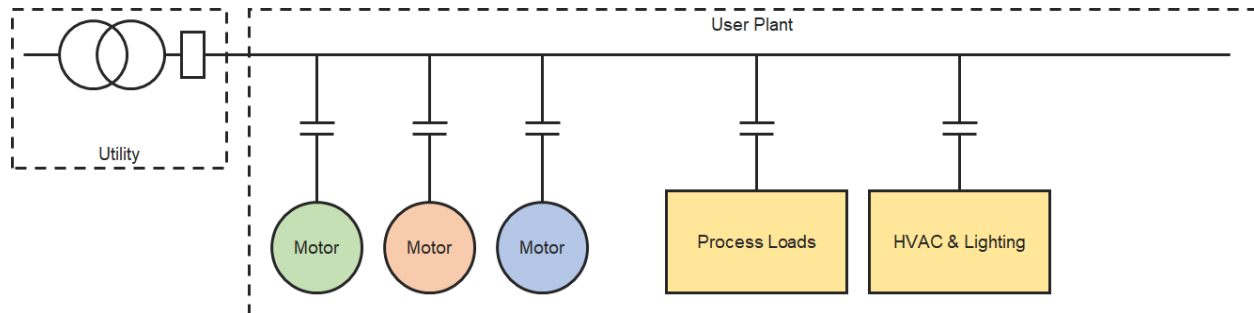 User Plant
Utility
Motor
Motor
Motor
Process Loads
HVAC & Lighting